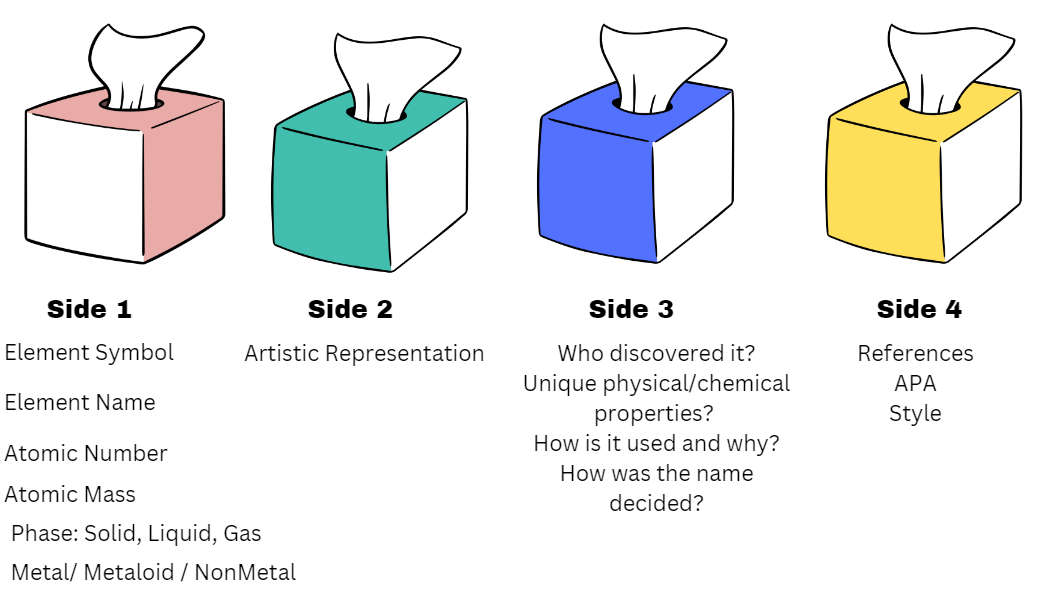 Side 1
Element Symbol
Element Name
Atomic Number
Atomic Mass
Phase: Solid, Liquid, Gas
Metal/ Metaloid / NonMetal
Side 2
Artistic Representation
Side 3
Who discovered it?
Unique physical/chemical
properties?
How is it used and why?
How was the name
decided?
Side 4
References
APA
Style